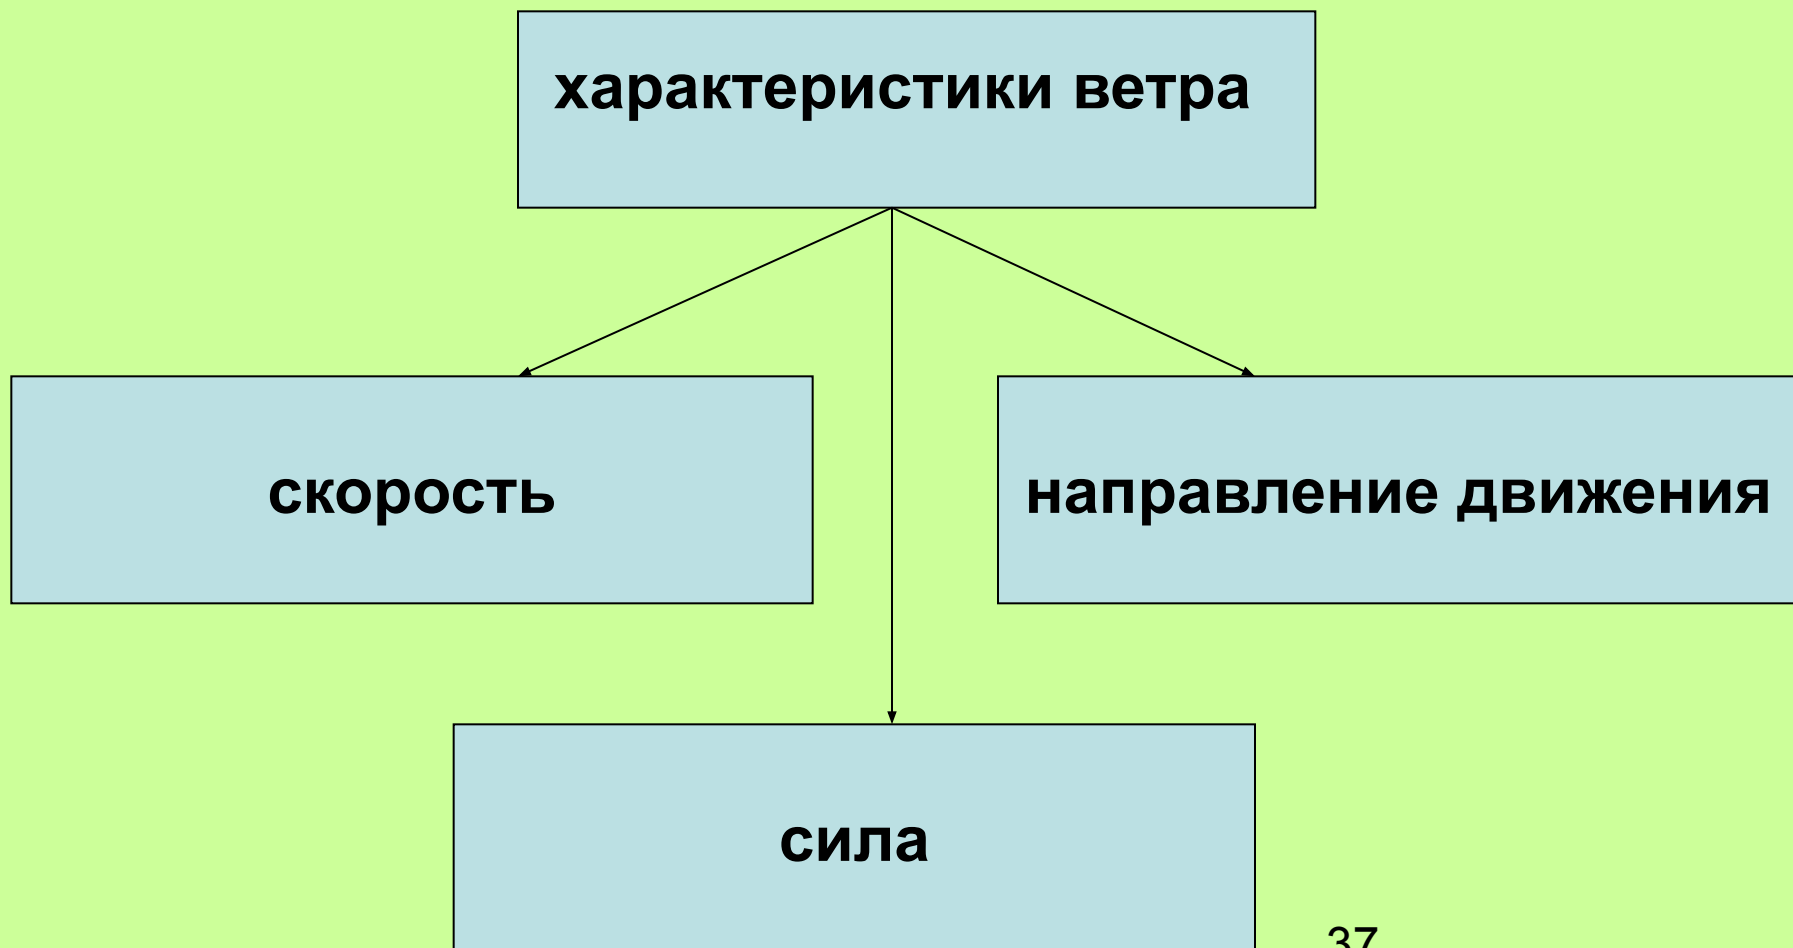 характеристики ветра
скорость
направление движения
сила
37